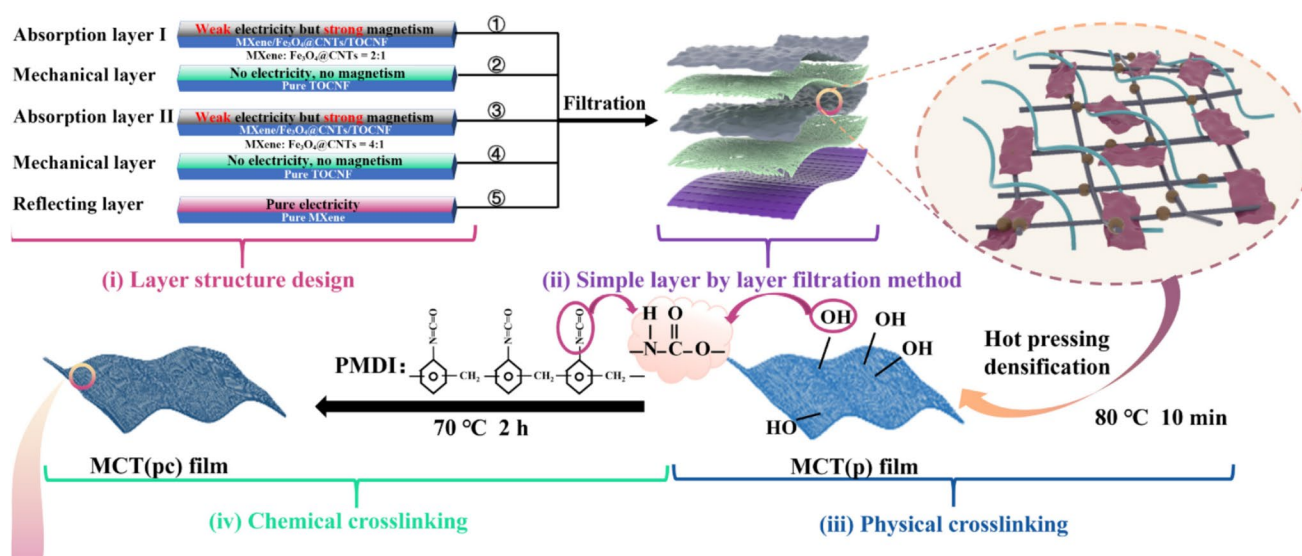 Absorption layer I
Weak electricity but strong magnetism
MXene/Fe₃O₄@CNTs/TOCNF
MXene: Fe₃O₄@CNTs = 2:1
①
Mechanical layer
No electricity, no magnetism
Pure TOCNF
②
Absorption layer II
Weak electricity but strong magnetism
MXene/Fe₃O₄@CNTs/TOCNF
MXene: Fe₃O₄@CNTs = 4:1
③
Mechanical layer
No electricity, no magnetism
Pure TOCNF
④
Reflecting layer
Pure electricity
Pure MXene
⑤
Filtration
(i) Layer structure design
(ii) Simple layer by layer filtration method
Hot pressing
densification
80 °C 10 min
OH
OH
OH
HO
MCT(p) film
(iii) Physical crosslinking
H O
N—C—O—
PMDI:
N=C=O
N=C=O
N=C=O
CH₂
CH₂
CH₂
70 °C 2 h
MCT(pc) film
(iv) Chemical crosslinking